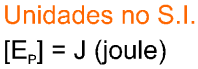 Unidades no S.I.
[Eₚ] = J (joule)